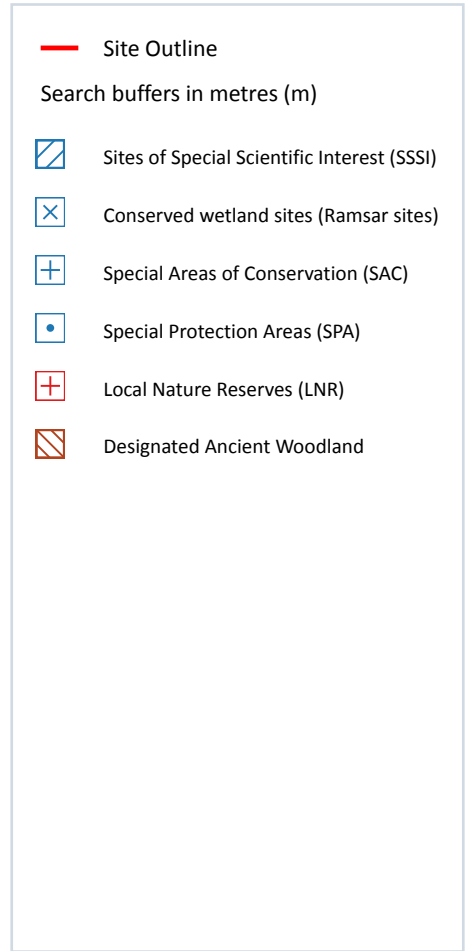 Site Outline
Search buffers in metres (m)
Sites of Special Scientific Interest (SSSI)
Conserved wetland sites (Ramsar sites)
Special Areas of Conservation (SAC)
Special Protection Areas (SPA)
Local Nature Reserves (LNR)
Designated Ancient Woodland